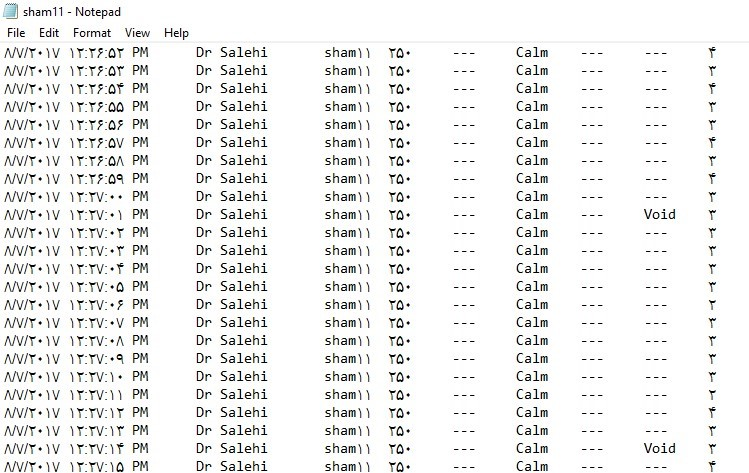 sham11 - Notepad
File Edit Format View Help
۸/۷/۲۰۱۷ ۱۲:۲۶:۵۲ PM Dr Salehi sham۱۱ ۲۵۰ --- Calm --- --- ۴
۸/۷/۲۰۱۷ ۱۲:۲۶:۵۳ PM Dr Salehi sham۱۱ ۲۵۰ --- Calm --- --- ۳
۸/۷/۲۰۱۷ ۱۲:۲۶:۵۴ PM Dr Salehi sham۱۱ ۲۵۰ --- Calm --- --- ۴
۸/۷/۲۰۱۷ ۱۲:۲۶:۵۵ PM Dr Salehi sham۱۱ ۲۵۰ --- Calm --- --- ۳
۸/۷/۲۰۱۷ ۱۲:۲۶:۵۶ PM Dr Salehi sham۱۱ ۲۵۰ --- Calm --- --- ۳
۸/۷/۲۰۱۷ ۱۲:۲۶:۵۷ PM Dr Salehi sham۱۱ ۲۵۰ --- Calm --- --- ۴
۸/۷/۲۰۱۷ ۱۲:۲۶:۵۸ PM Dr Salehi sham۱۱ ۲۵۰ --- Calm --- --- ۳
۸/۷/۲۰۱۷ ۱۲:۲۶:۵۹ PM Dr Salehi sham۱۱ ۲۵۰ --- Calm --- --- ۴
۸/۷/۲۰۱۷ ۱۲:۲۷:۰۰ PM Dr Salehi sham۱۱ ۲۵۰ --- Calm --- --- ۳
۸/۷/۲۰۱۷ ۱۲:۲۷:۰۱ PM Dr Salehi sham۱۱ ۲۵۰ --- Calm --- Void ۳
۸/۷/۲۰۱۷ ۱۲:۲۷:۰۲ PM Dr Salehi sham۱۱ ۲۵۰ --- Calm --- --- ۳
۸/۷/۲۰۱۷ ۱۲:۲۷:۰۳ PM Dr Salehi sham۱۱ ۲۵۰ --- Calm --- --- ۳
۸/۷/۲۰۱۷ ۱۲:۲۷:۰۴ PM Dr Salehi sham۱۱ ۲۵۰ --- Calm --- --- ۳
۸/۷/۲۰۱۷ ۱۲:۲۷:۰۵ PM Dr Salehi sham۱۱ ۲۵۰ --- Calm --- --- ۳
۸/۷/۲۰۱۷ ۱۲:۲۷:۰۶ PM Dr Salehi sham۱۱ ۲۵۰ --- Calm --- --- ۲
۸/۷/۲۰۱۷ ۱۲:۲۷:۰۷ PM Dr Salehi sham۱۱ ۲۵۰ --- Calm --- --- ۳
۸/۷/۲۰۱۷ ۱۲:۲۷:۰۸ PM Dr Salehi sham۱۱ ۲۵۰ --- Calm --- --- ۳
۸/۷/۲۰۱۷ ۱۲:۲۷:۰۹ PM Dr Salehi sham۱۱ ۲۵۰ --- Calm --- --- ۳
۸/۷/۲۰۱۷ ۱۲:۲۷:۱۰ PM Dr Salehi sham۱۱ ۲۵۰ --- Calm --- --- ۳
۸/۷/۲۰۱۷ ۱۲:۲۷:۱۱ PM Dr Salehi sham۱۱ ۲۵۰ --- Calm --- --- ۲
۸/۷/۲۰۱۷ ۱۲:۲۷:۱۲ PM Dr Salehi sham۱۱ ۲۵۰ --- Calm --- --- ۴
۸/۷/۲۰۱۷ ۱۲:۲۷:۱۳ PM Dr Salehi sham۱۱ ۲۵۰ --- Calm --- --- ۳
۸/۷/۲۰۱۷ ۱۲:۲۷:۱۴ PM Dr Salehi sham۱۱ ۲۵۰ --- Calm --- Void ۳
۸/۷/۲۰۱۷ ۱۲:۲۷:۱۵ PM Dr Salehi sham۱۱ ۲۵۰ --- Calm --- --- ۴